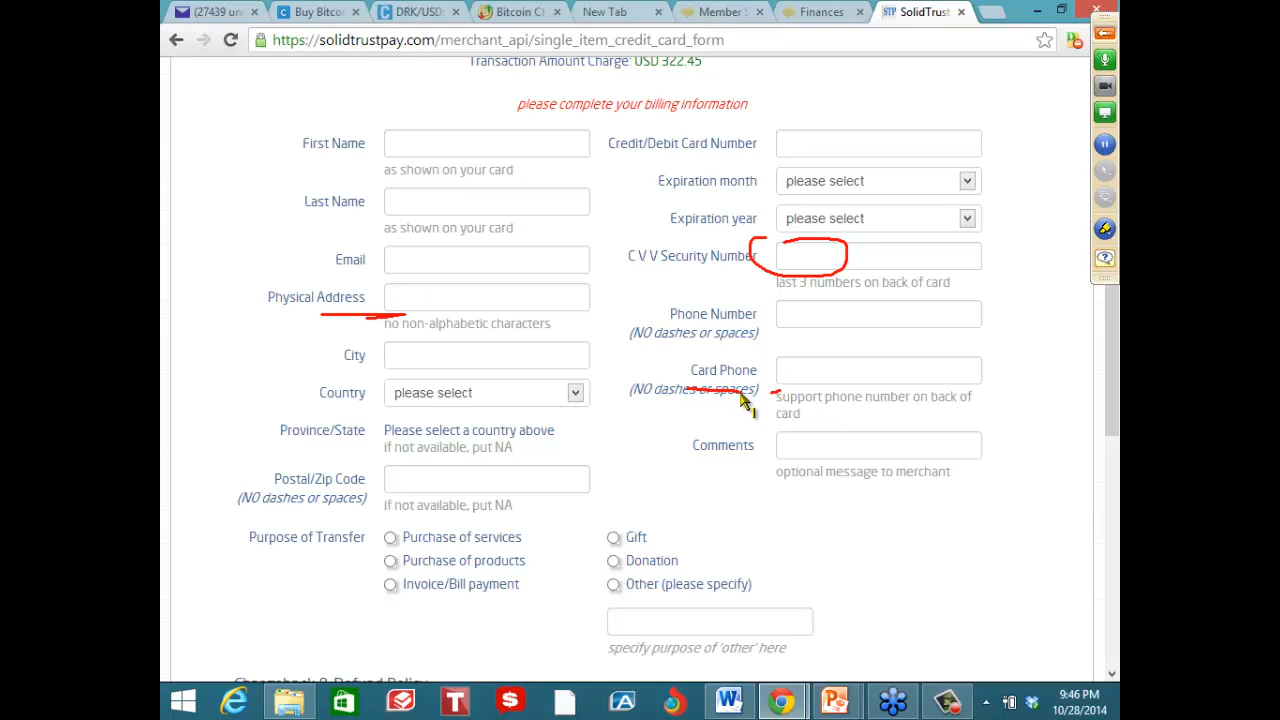 (27439 un
Buy Bitco
DRK/USD
Bitcoin Ch
New Tab
Member S
Finances
SolidTrust
https://solidtrustpay.com/merchant_api/single_item_credit_card_form
Transaction Amount Charge: USD 322.45
please complete your billing information
First Name
as shown on your card
Last Name
as shown on your card
Email
Physical Address
no non-alphabetic characters
City
Country please select
Province/State Please select a country above
if not available, put NA
Postal/Zip Code
(NO dashes or spaces)
if not available, put NA
Credit/Debit Card Number
Expiration month please select
Expiration year please select
C V V Security Number
last 3 numbers on back of card
Phone Number
(NO dashes or spaces)
Card Phone
(NO dashes or spaces)
support phone number on back of
card
Comments
optional message to merchant
Purpose of Transfer
Purpose of services
Purchase of products
Invoice/Bill payment
Gift
Donation
Other (please specify)
specify purpose of 'other' here
9:46 PM
10/28/2014